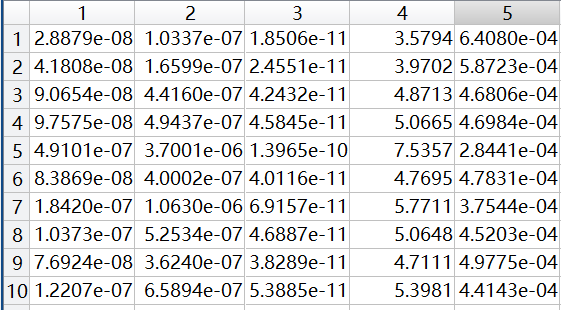 1 2 3 4 5
1 2.8879e-08 1.0337e-07 1.8506e-11 3.5794 6.4080e-04
2 4.1808e-08 1.6599e-07 2.4551e-11 3.9702 5.8723e-04
3 9.0654e-08 4.4160e-07 4.2432e-11 4.8713 4.6806e-04
4 9.7575e-08 4.9437e-07 4.5845e-11 5.0665 4.6984e-04
5 4.9101e-07 3.7001e-06 1.3965e-10 7.5357 2.8441e-04
6 8.3869e-08 4.0002e-07 4.0116e-11 4.7695 4.7831e-04
7 1.8420e-07 1.0630e-06 6.9157e-11 5.7711 3.7544e-04
8 1.0373e-07 5.2534e-07 4.6887e-11 5.0648 4.5203e-04
9 7.6924e-08 3.6240e-07 3.8289e-11 4.7111 4.9775e-04
10 1.2207e-07 6.5894e-07 5.3885e-11 5.3981 4.4143e-04